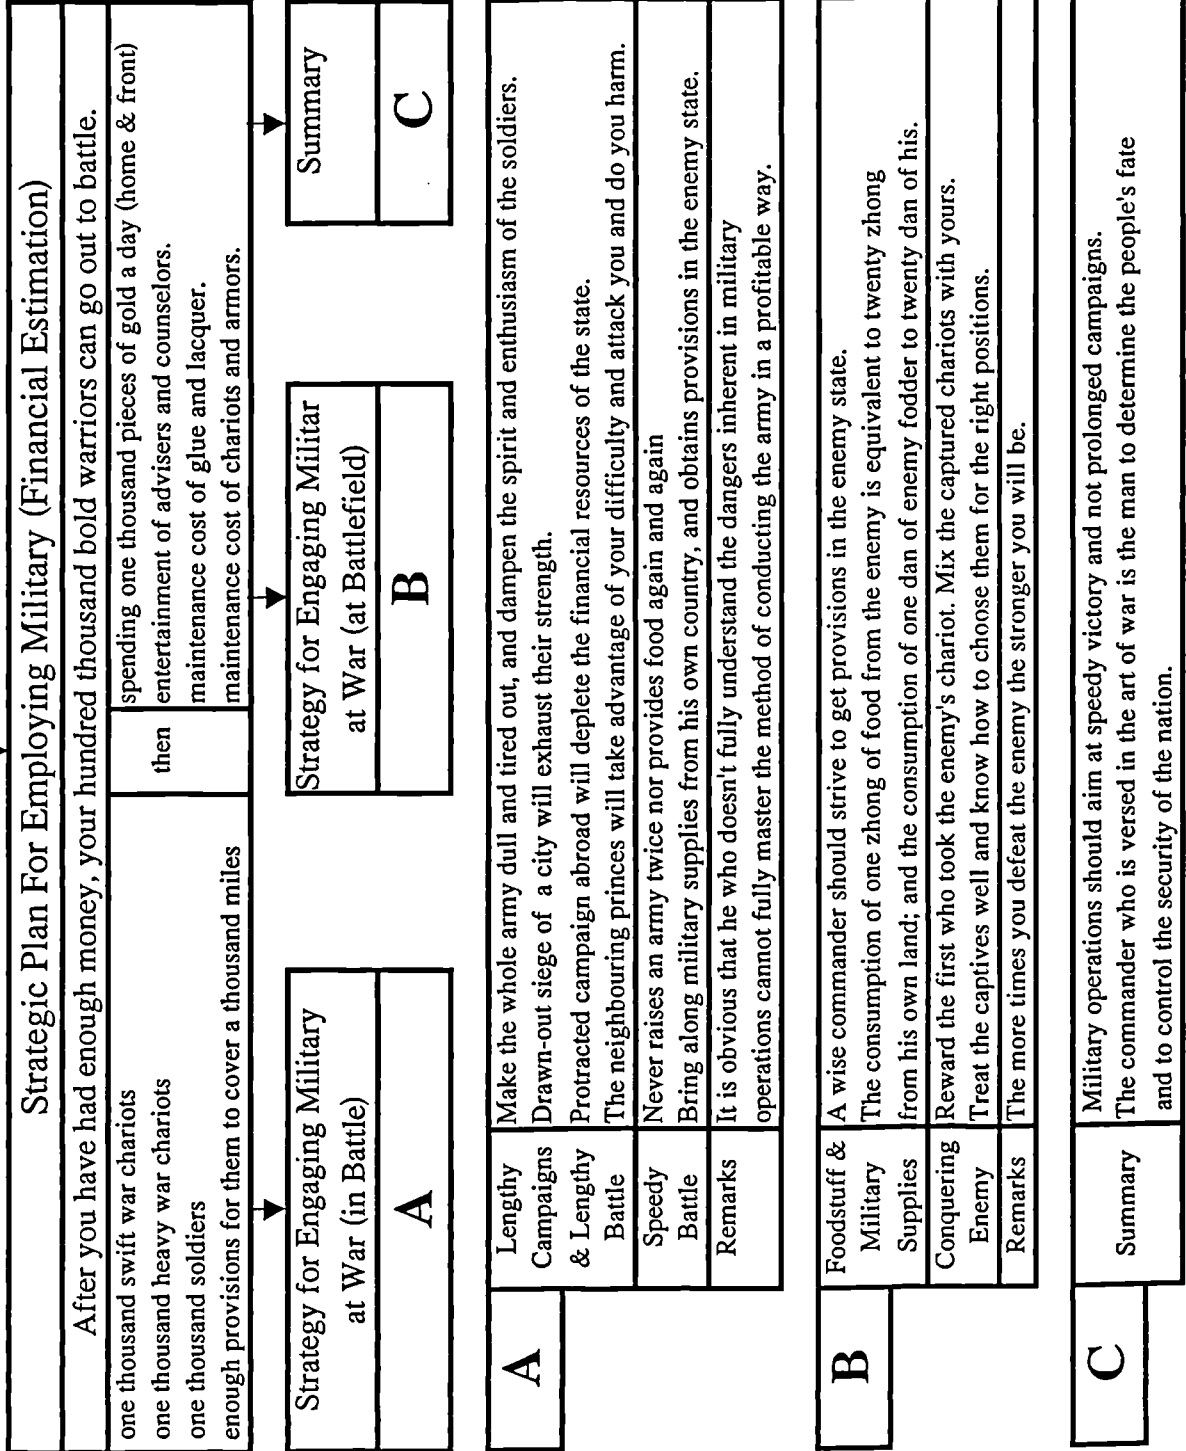 Strategic Plan For Employing Military (Financial Estimation)
After you have had enough money, your hundred thousand bold warriors can go out to battle.
one thousand swift war chariots
one thousand heavy war chariots
one thousand soldiers
enough provisions for them to cover a thousand miles
then
spending one thousand pieces of gold a day (home & front)
entertainment of advisers and counselors.
maintenance cost of glue and lacquer.
maintenance cost of chariots and armors.
Strategy for Engaging Military
at War (in Battle)
A
Strategy for Engaging Militar
at War (at Battlefield)
B
Summary
C
A
Lengthy
Campaigns
& Lengthy
Battle
Make the whole army dull and tired out, and dampen the spirit and enthusiasm of the soldiers.
Drawn-out siege of a city will exhaust their strength.
Protracted campaign abroad will deplete the financial resources of the state.
The neighbouring princes will take advantage of your difficulty and attack you and do you harm.
Speedy
Battle
Never raises an army twice nor provides food again and again
Bring along military supplies from his own country, and obtains provisions in the enemy state.
Remarks
It is obvious that he who doesn't fully understand the dangers inherent in military
operations cannot fully master the method of conducting the army in a profitable way.
B
Foodstuff &
Military
Supplies
A wise commander should strive to get provisions in the enemy state.
The consumption of one zhong of food from the enemy is equivalent to twenty zhong
from his own land; and the consumption of one dan of enemy fodder to twenty dan of his.
Conquering
Enemy
Reward the first who took the enemy's chariot. Mix the captured chariots with yours.
Treat the captives well and know how to choose them for the right positions.
Remarks
The more times you defeat the enemy the stronger you will be.
C
Summary
Military operations should aim at speedy victory and not prolonged campaigns.
The commander who is versed in the art of war is the man to determine the people's fate
and to control the security of the nation.